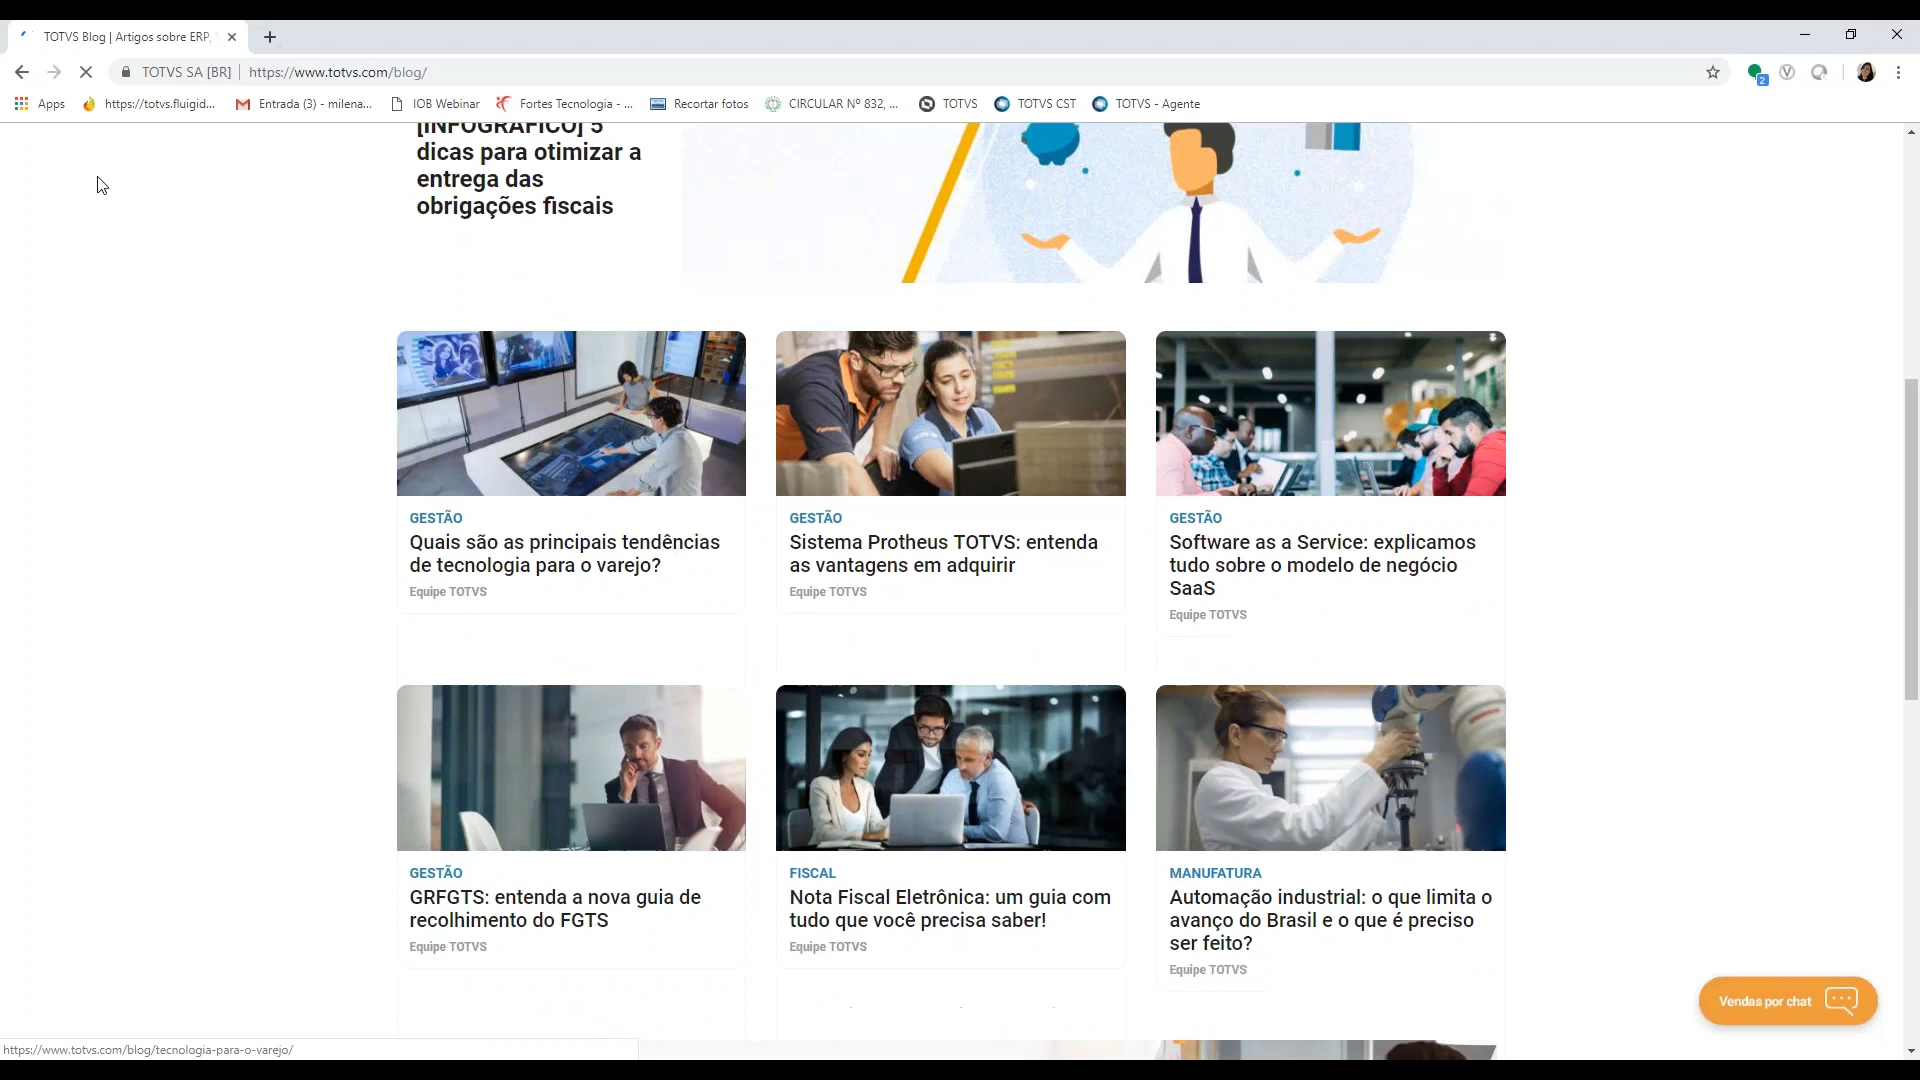 TOTVS Blog | Artigos sobre ERP,
TOTVS SA [BR]
https://www.totvs.com/blog/
Apps
https://totvs.fluigid...
Entrada (3) - milena...
IOB Webinar
Fortes Tecnologia - ...
Recortar fotos
CIRCULAR Nº 832, ...
TOTVS
TOTVS CST
TOTVS - Agente
2
[INFOGRÁFICO] 5
dicas para otimizar a
entrega das
obrigações fiscais
GESTÃO
Quais são as principais tendências
de tecnologia para o varejo?
Equipe TOTVS
GESTÃO
Sistema Protheus TOTVS: entenda
as vantagens em adquirir
Equipe TOTVS
GESTÃO
Software as a Service: explicamos
tudo sobre o modelo de negócio
SaaS
Equipe TOTVS
GESTÃO
GRFGTS: entenda a nova guia de
recolhimento do FGTS
Equipe TOTVS
FISCAL
Nota Fiscal Eletrônica: um guia com
tudo que você precisa saber!
Equipe TOTVS
MANUFATURA
Automação industrial: o que limita o
avanço do Brasil e o que é preciso
ser feito?
Equipe TOTVS
Vendas por chat
https://www.totvs.com/blog/tecnologia-para-o-varejo/